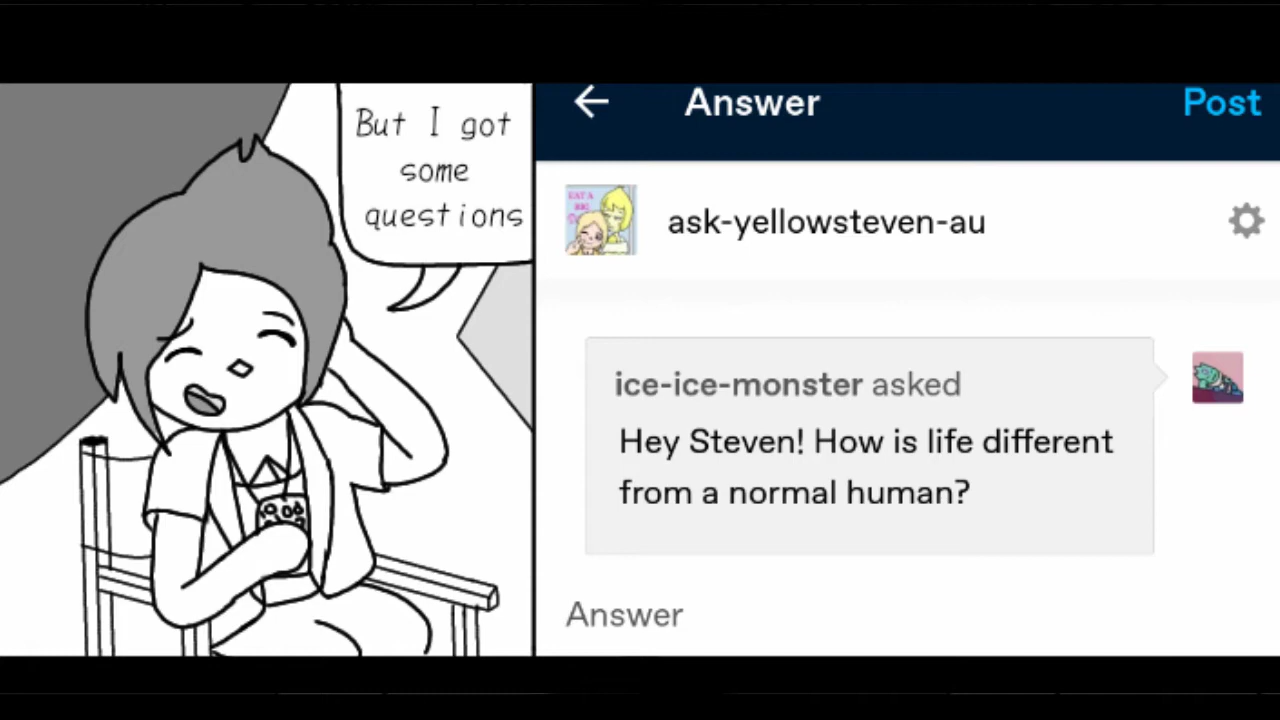 But I got
some
questions
Answer
Post
ask-yellowsteven-au
EAT A
ice-ice-monster asked
Hey Steven! How is life different
from a normal human?
Answer